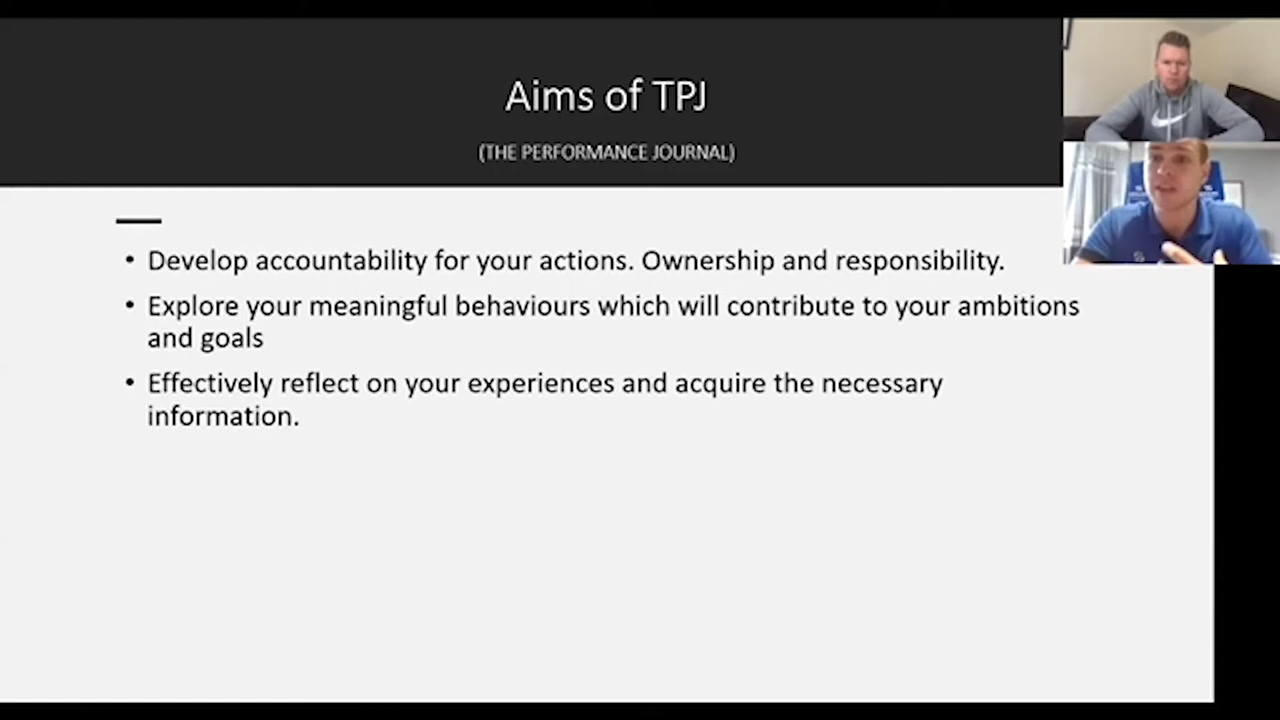 Aims of TPJ
(THE PERFORMANCE JOURNAL)
• Develop accountability for your actions. Ownership and responsibility.
• Explore your meaningful behaviours which will contribute to your ambitions
and goals
• Effectively reflect on your experiences and acquire the necessary
information.